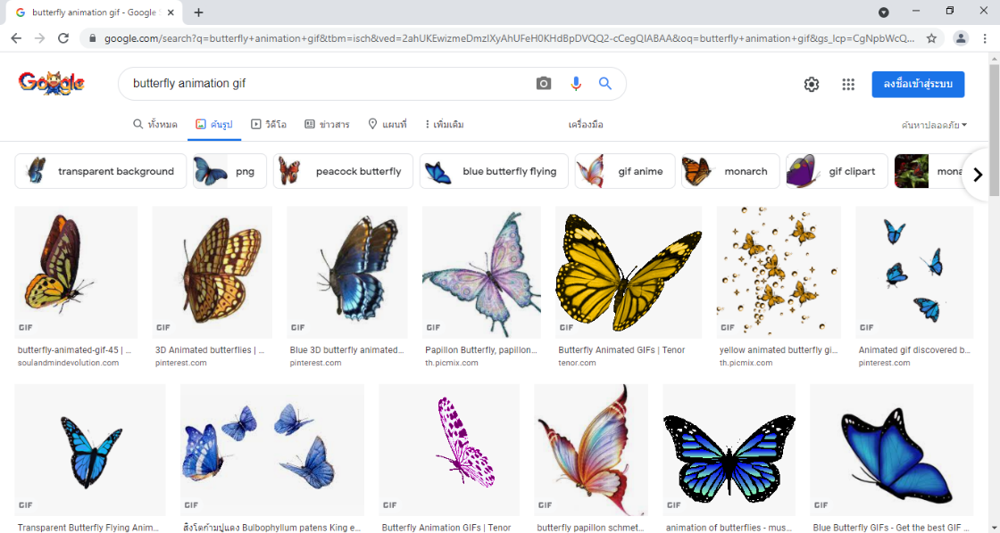 butterfly animation gif - Google S
google.com/search?q=butterfly+animation+gif&tbm=isch&ved=2ahUKEwizmeDmzlXyAhUFeH0KHdBpDVQQ2-cCegQIABAA&oq=butterfly+animation+gif&gs_lcp=CgNpbWcQ...
Google
butterfly animation gif
ลงชื่อเข้าสู่ระบบ
ทั้งหมด ค้นรูป วิดีโอ ข่าวสาร แผนที่ เพิ่มเติม เครื่องมือ ค้นหาปลอดภัย
transparent background png peacock butterfly blue butterfly flying gif anime monarch gif clipart mona
GIF GIF GIF GIF GIF GIF GIF
butterfly-animated-gif-45 | ... 3D Animated butterflies | ... Blue 3D butterfly animated... Papillon Butterfly, papillon... Butterfly Animated GIFs | Tenor yellow animated butterfly gi... Animated gif discovered b...
soulandmindevolution.com pinterest.com pinterest.com th.picmix.com tenor.com th.picmix.com pinterest.com
GIF GIF GIF GIF GIF GIF
Transparent Butterfly Flying Anim... สิงโตก้ามปูแดง Bulbophyllum patens King e... Butterfly Animation GIFs | Tenor butterfly papillon schmet... animation of butterflies - mus... Blue Butterfly GIFs - Get the best GIF ...